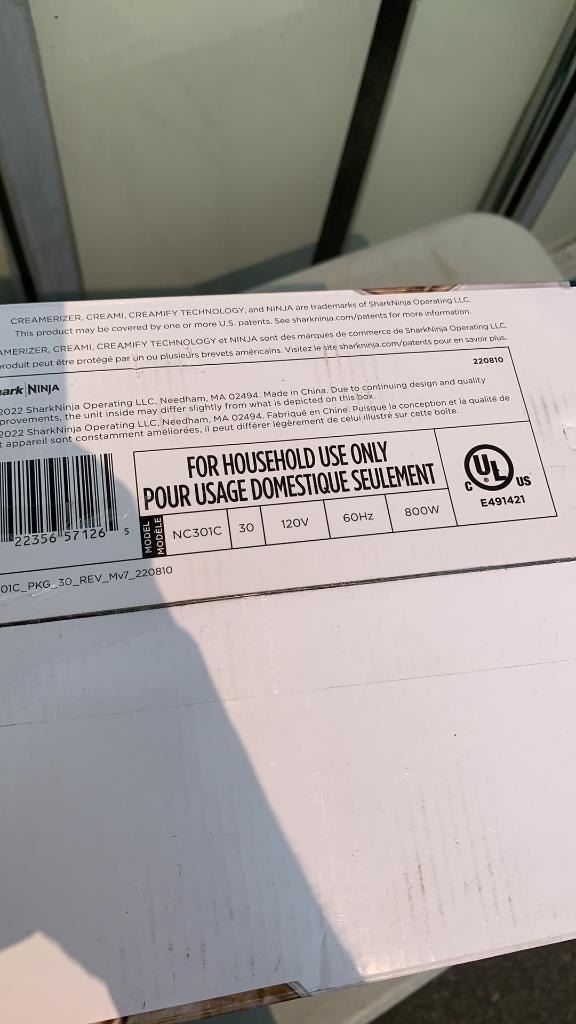 CREAMERIZER, CREAMI, CREAMIFY TECHNOLOGY, and NINJA are trademarks of SharkNinja Operating LLC.
This product may be covered by one or more U.S. patents. See sharkninja.com/patents for more information.
AMERIZER, CREAMI, CREAMIFY TECHNOLOGY et NINJA sont des marques de commerce de SharkNinja Operating LLC.
produit peut être protégé par un ou plusieurs brevets américains. Visitez le site sharkninja.com/patents pour en savoir plus.
220810
ark|NINJA
2022 SharkNinja Operating LLC, Needham, MA 02494. Made in China. Due to continuing design and quality
provements, the unit inside may differ slightly from what is depicted on this box.
2022 SharkNinja Operating LLC, Needham, MA 02494. Fabriqué en Chine. Puisque la conception et la qualité de
t appareil sont constamment améliorées, il peut différer légèrement de celui illustré sur cette boîte.
FOR HOUSEHOLD USE ONLY
POUR USAGE DOMESTIQUE SEULEMENT
C UL ® US
E491421
MODEL
MODÈLE
NC301C 30 120V 60Hz 800W
22356 57126 5
01C_PKG_30_REV_Mv7_220810